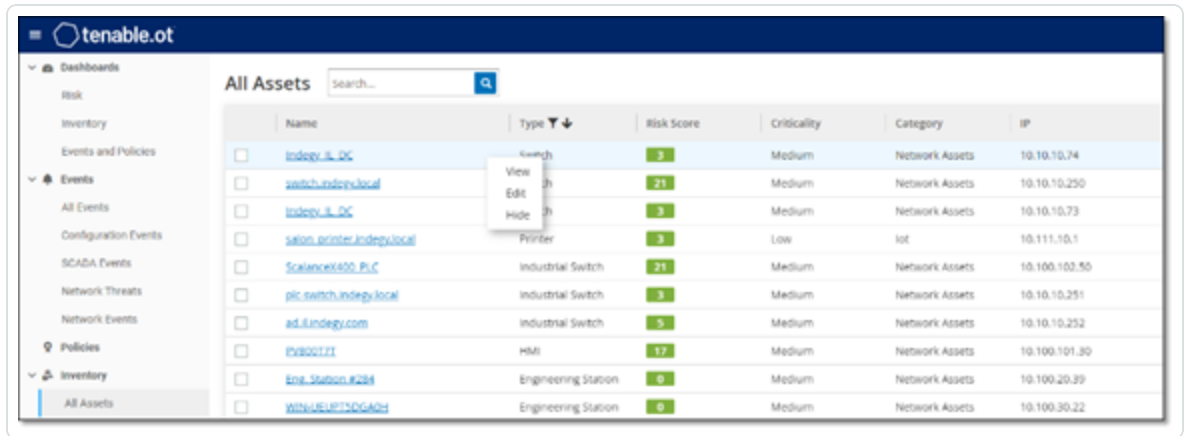 tenable.ot
Dashboards
Risk
Inventory
Events and Policies
Events
All Events
Configuration Events
SCADA Events
Network Threats
Network Events
Policies
Inventory
All Assets
All Assets Search...
Name Type Risk Score Criticality Category IP
Indegy_IL_DC Switch 3 Medium Network Assets 10.10.10.74
switch.indegy.local 21 Medium Network Assets 10.10.10.250
Indegy_IL_DC 3 Medium Network Assets 10.10.10.73
salon_printer.indegy.local Printer 3 Low Iot 10.111.10.1
ScalanceX400_PLC Industrial Switch 21 Medium Network Assets 10.100.102.50
plc-switch.indegy.local Industrial Switch 3 Medium Network Assets 10.10.10.251
ad.il.indegy.com Industrial Switch 5 Medium Network Assets 10.10.10.252
PV800T7T HMI 17 Medium Network Assets 10.100.101.30
Eng. Station #284 Engineering Station 0 Medium Network Assets 10.100.20.39
Engineering Station 0 Medium Network Assets 10.100.30.22
View
Edit
Hide